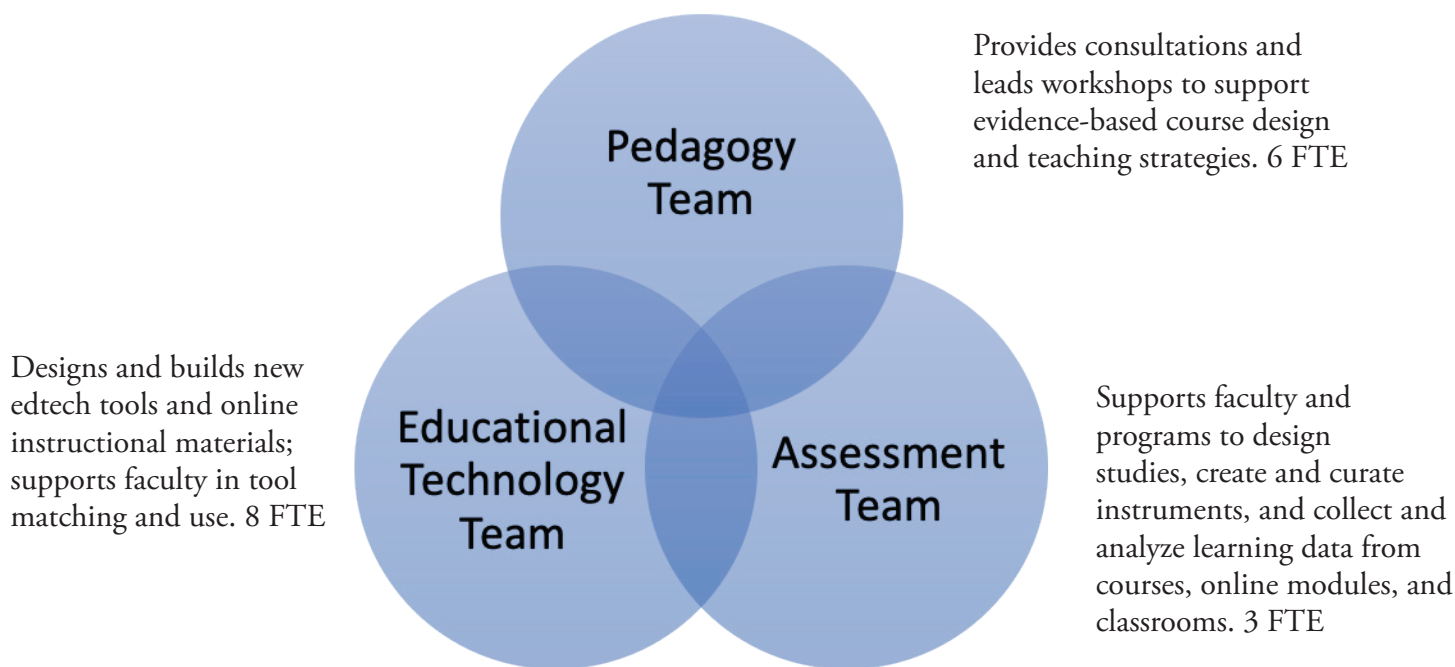 Provides consultations and
leads workshops to support
evidence-based course design
and teaching strategies. 6 FTE
Pedagogy
Team
Designs and builds new
edtech tools and online
instructional materials;
supports faculty in tool
matching and use. 8 FTE
Educational
Technology
Team
Assessment
Team
Supports faculty and
programs to design
studies, create and curate
instruments, and collect and
analyze learning data from
courses, online modules, and
classrooms. 3 FTE